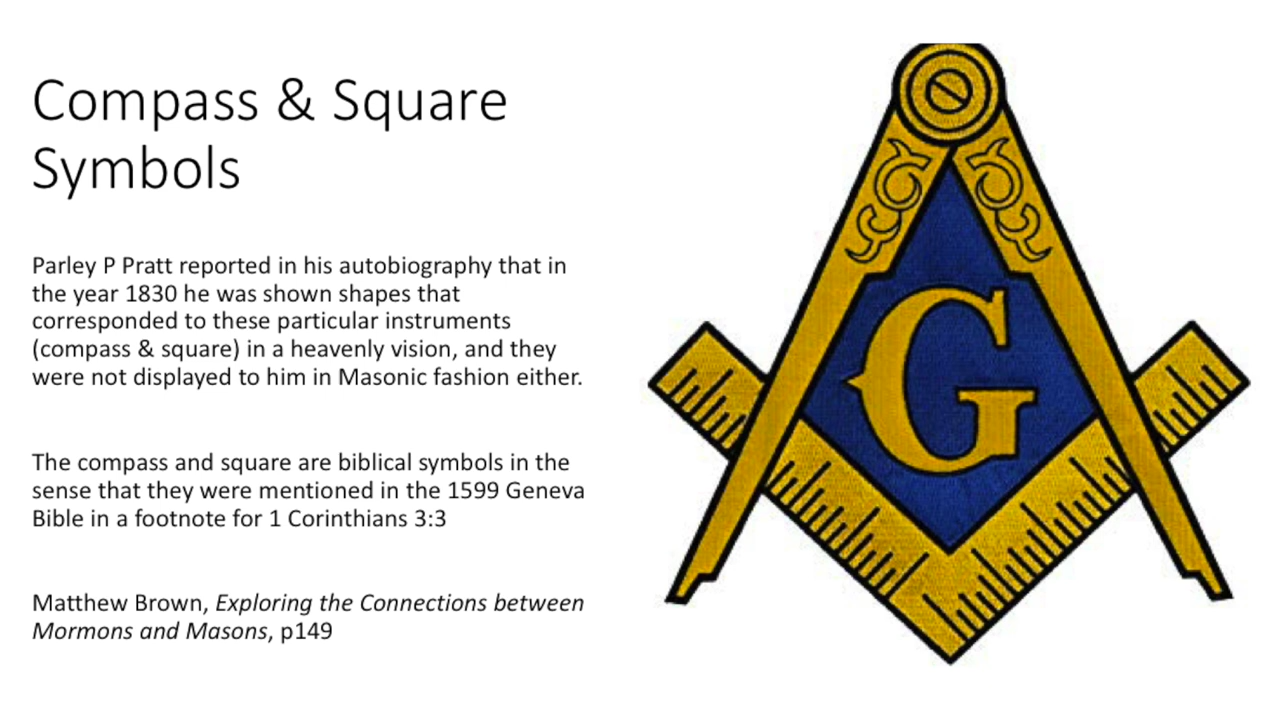 Compass & Square
Symbols
Parley P Pratt reported in his autobiography that in
the year 1830 he was shown shapes that
corresponded to these particular instruments
(compass & square) in a heavenly vision, and they
were not displayed to him in Masonic fashion either.
The compass and square are biblical symbols in the
sense that they were mentioned in the 1599 Geneva
Bible in a footnote for 1 Corinthians 3:3
Matthew Brown, Exploring the Connections between
Mormons and Masons, p149
G